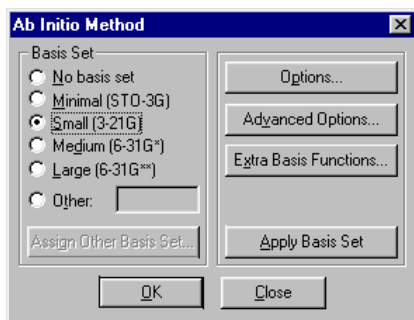 Ab Initio Method
Basis Set
No basis set
Minimal (STO-3G)
Small (3-21G)
Medium (6-31G*)
Large (6-31G**)
Other:
Assign Other Basis Set...
Options...
Advanced Options...
Extra Basis Functions...
Apply Basis Set
OK
Close